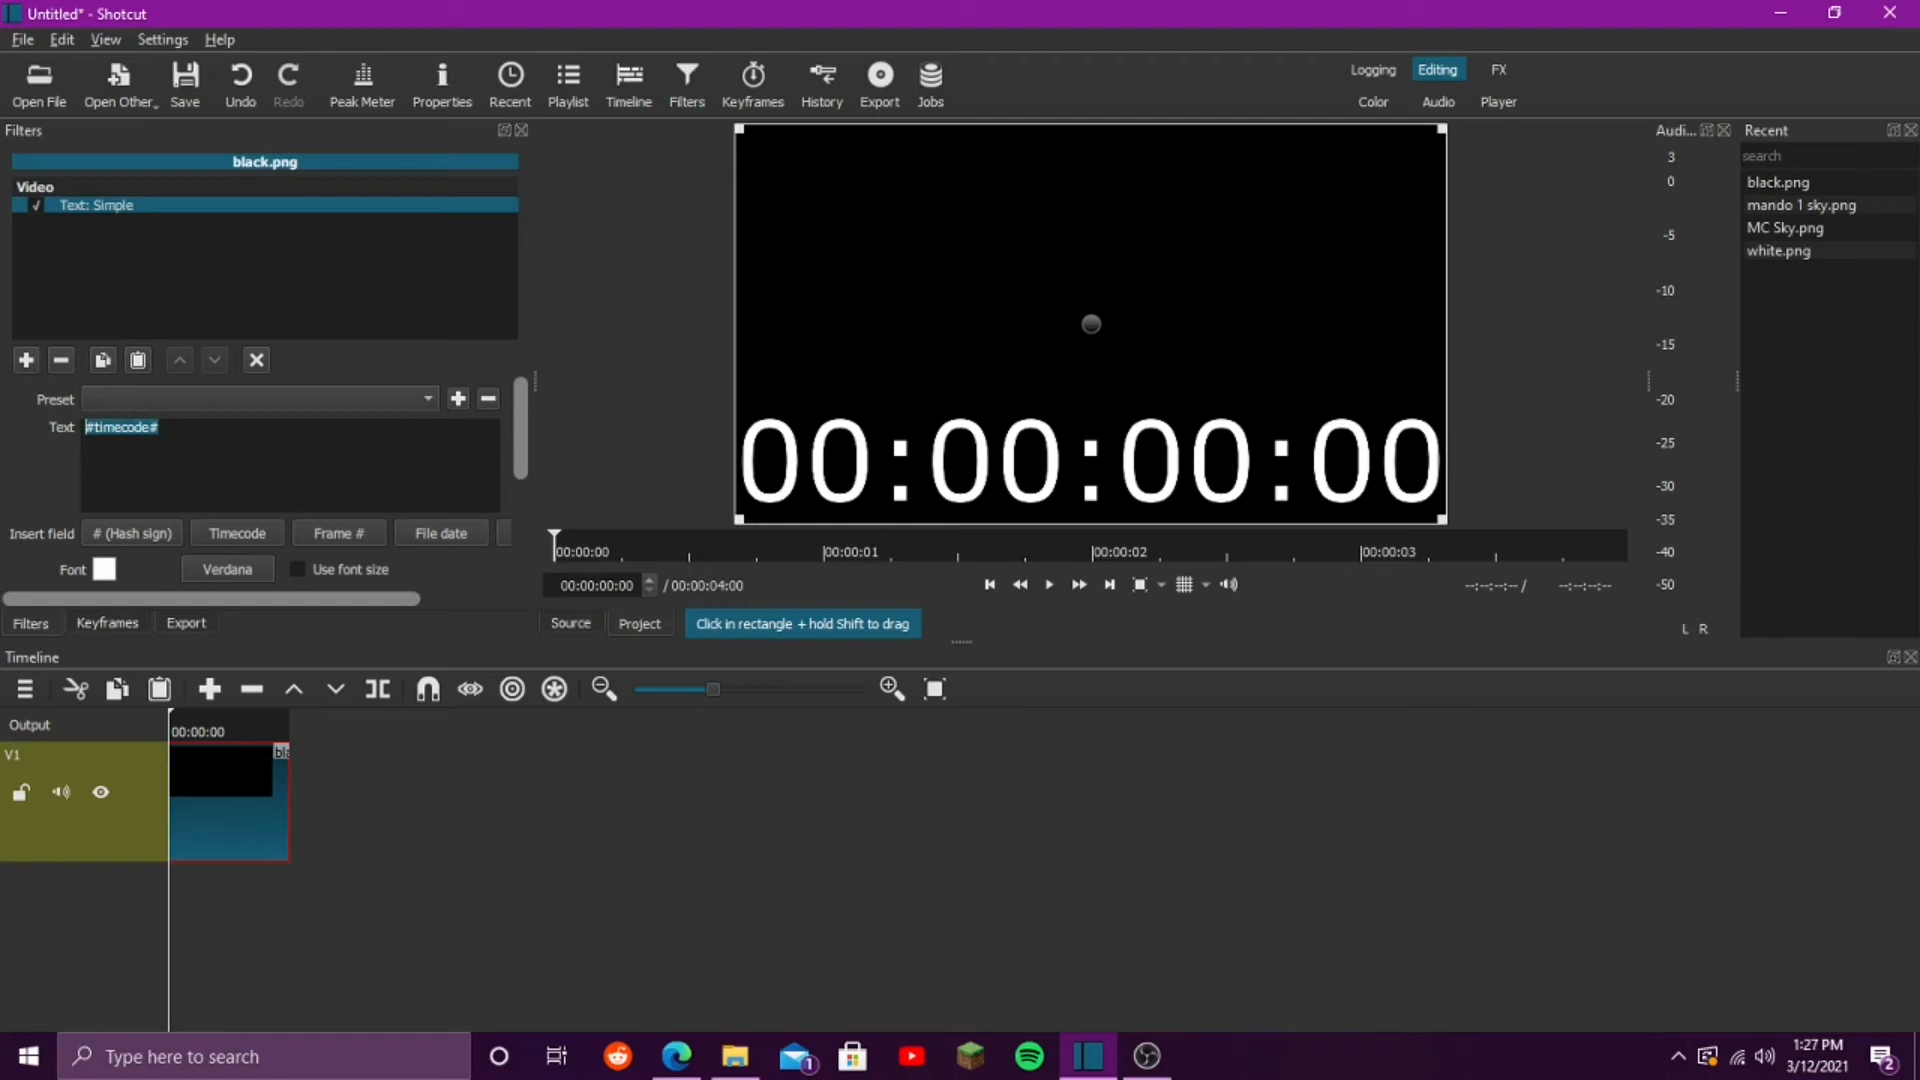 Untitled* - Shotcut
File Edit View Settings Help
Open File Open Other... Save Undo Redo Peak Meter Properties Recent Playlist Timeline Filters Keyframes History Export Jobs
Logging Editing FX
Color Audio Player
Filters
black.png
Video
Text: Simple
Preset
Text #timecode#
Insert field # (Hash sign) Timecode Frame # File date
Font Verdana Use font size
Filters Keyframes Export
00:00:00:00
00:00:00 00:00:01 00:00:02 00:00:03
00:00:00:00 / 00:00:04:00 --:--:--:-- / --:--:--:--
Source Project Click in rectangle + hold Shift to drag
Audi...
3
0
-5
-10
-15
-20
-25
-30
-35
-40
-50
L R
Recent
search
black.png
mando 1 sky.png
MC Sky.png
white.png
Timeline
Output
00:00:00
V1
bla
Type here to search
1
1:27 PM
3/12/2021
2